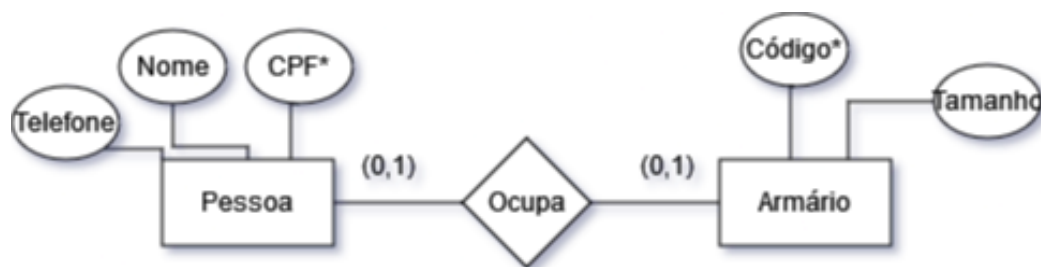 Telefone
Nome
CPF*
Código*
Tamanho
Pessoa
(0,1)
Ocupa
(0,1)
Armário